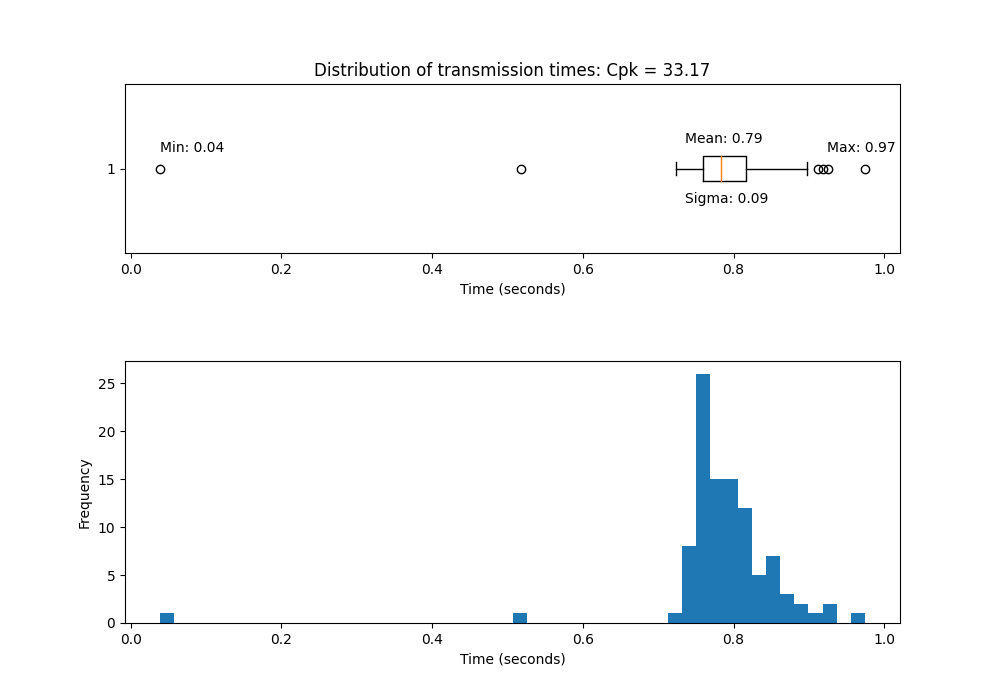 Distribution of transmission times: Cpk = 33.17
Min: 0.04
Mean: 0.79
Max: 0.97
1
Sigma: 0.09
0.0 0.2 0.4 0.6 0.8 1.0
Time (seconds)
25
20
15
10
5
0
Frequency
0.0 0.2 0.4 0.6 0.8 1.0
Time (seconds)